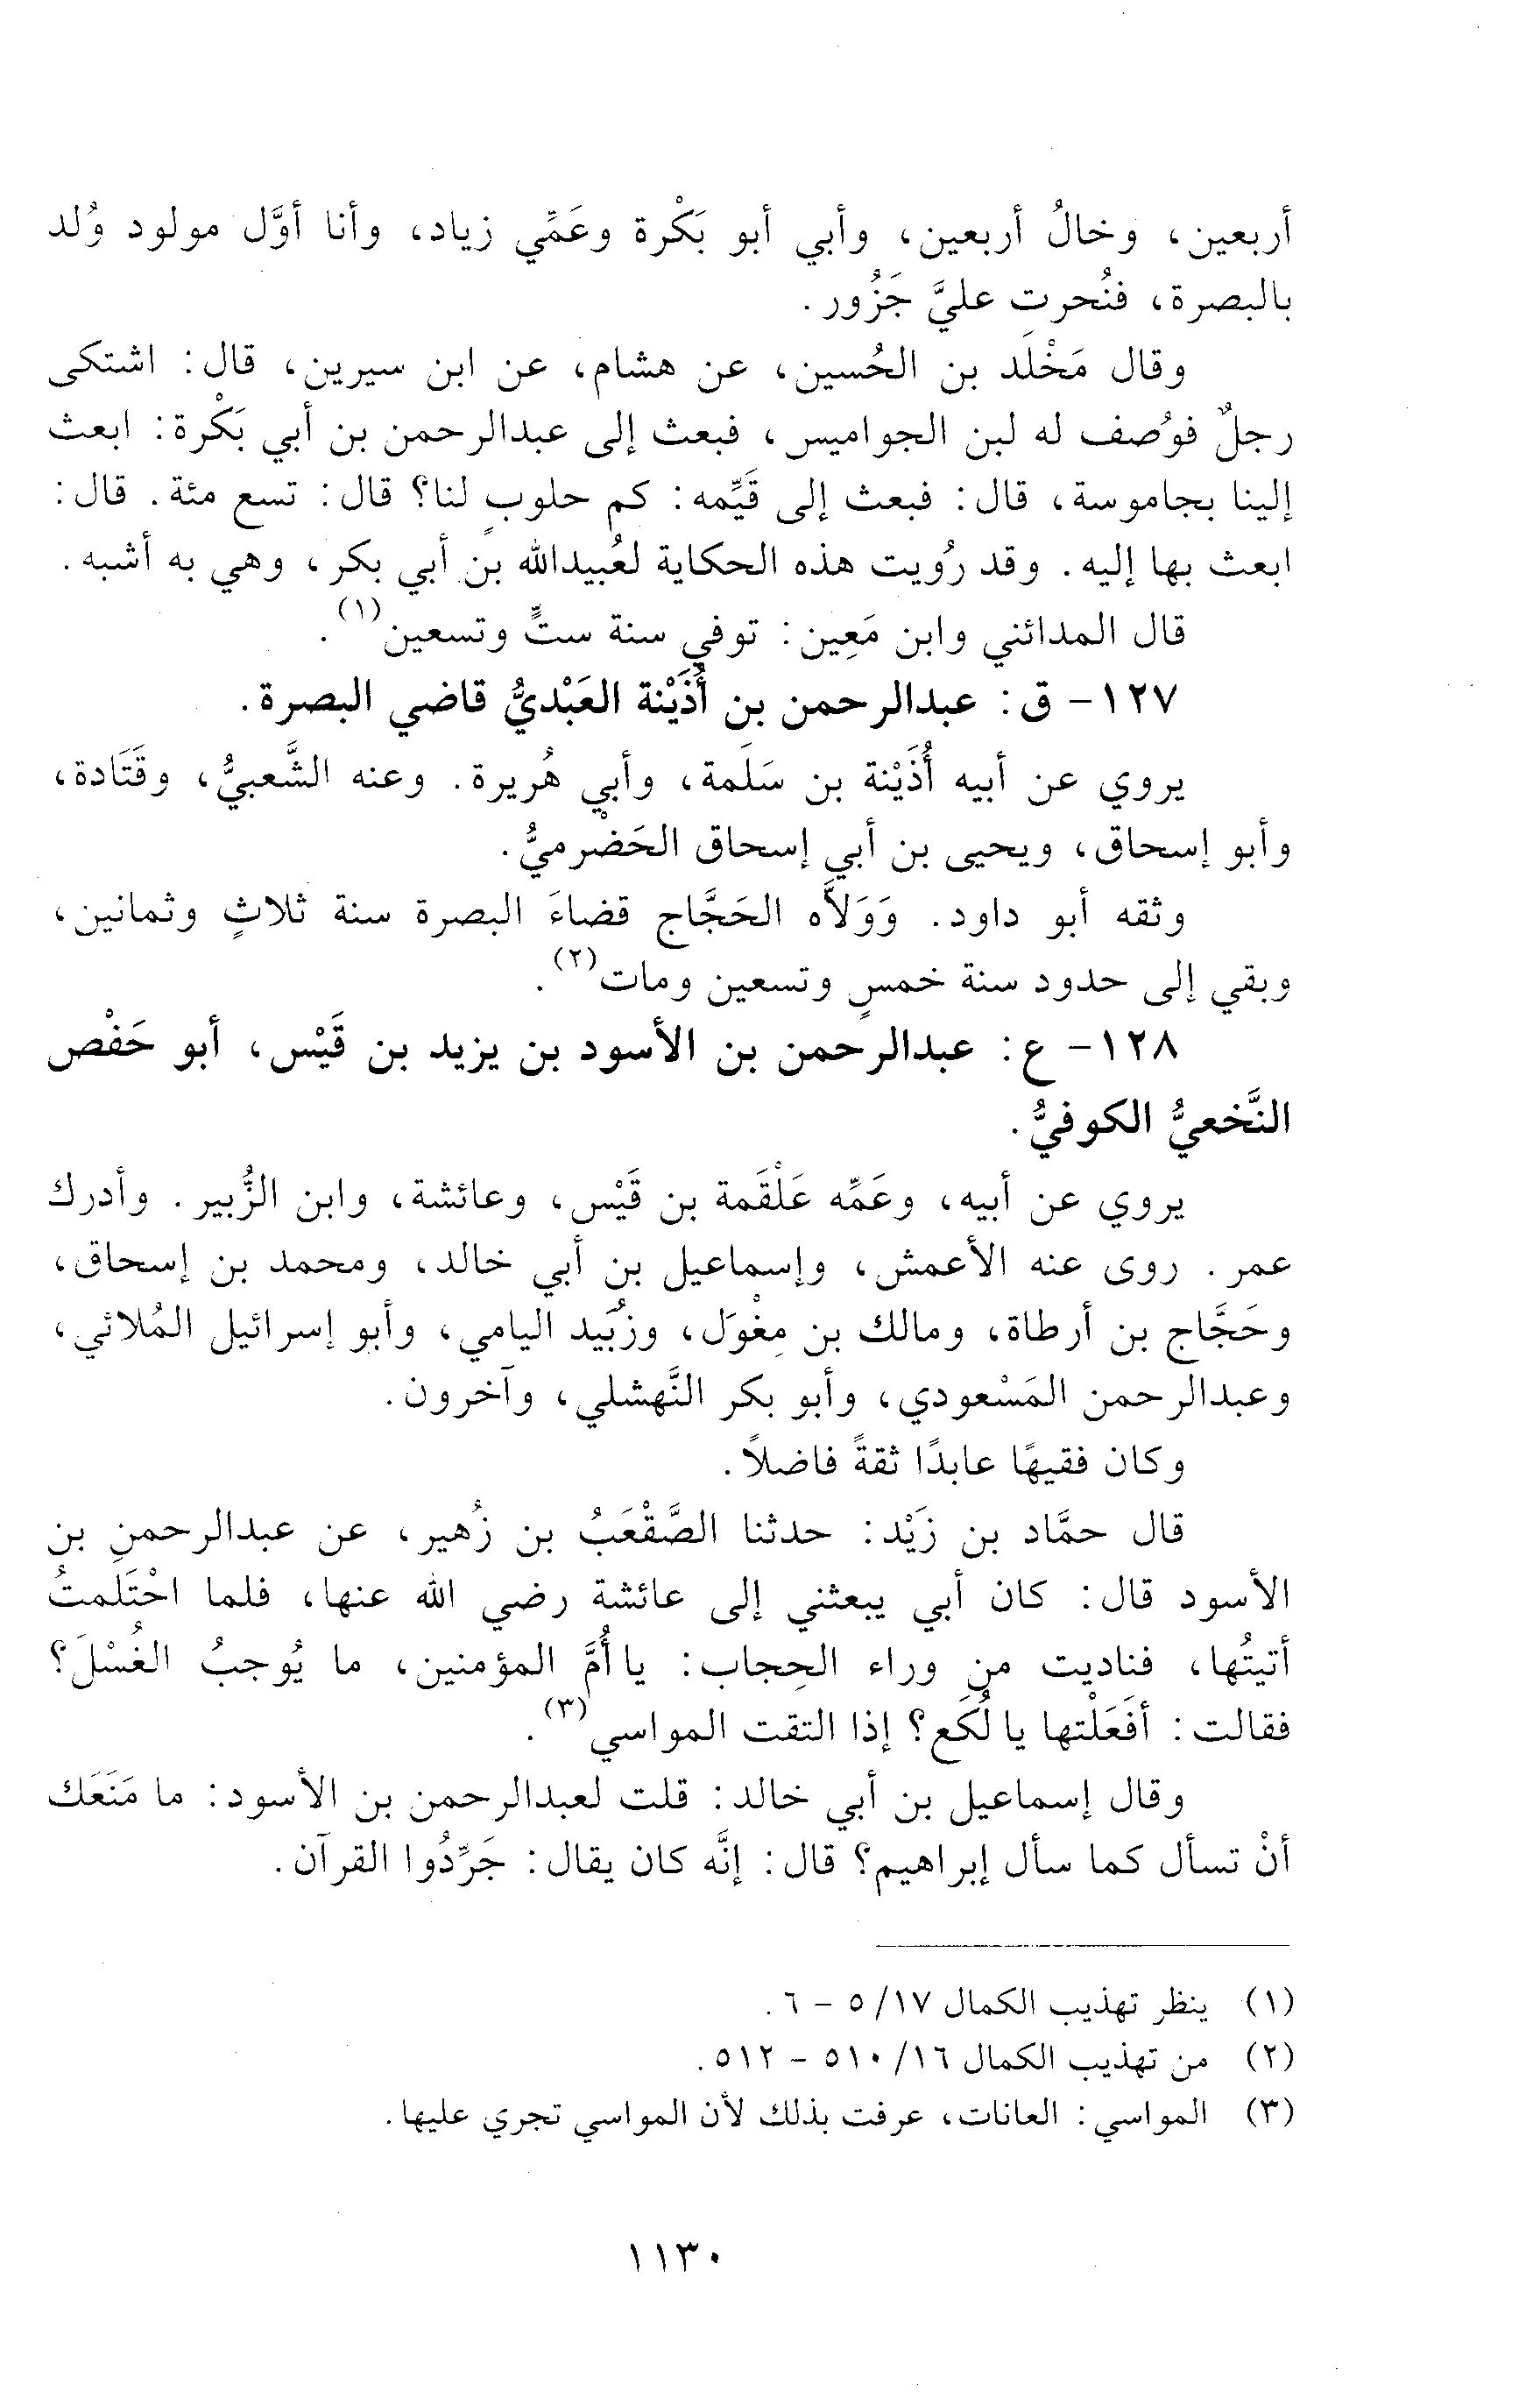 أربعين، وخالُ أربعين، وأبي أبو بَكْرة وعَمِّي زياد، وأنا أوَّل مولود وُلد
بالبصرة، فنُحرت عليَّ جَزُور.
وقال مَخْلَد بن الحُسين، عن هشام، عن ابن سيرين، قال: اشتكى
رجلٌ فوُصف له لبن الجواميس، فبعث إلى عبدالرحمن بن أبي بَكْرة: ابعث
إلينا بجاموسة، قال: فبعث إلى قَيِّمه: كم حلوبٍ لنا؟ قال: تسع مئة. قال:
ابعث بها إليه. وقد رُويت هذه الحكاية لعُبيدالله بن أبي بكر، وهي به أشبه.
قال المدائني وابن مَعِين: توفي سنة ستٍّ وتسعين(١).
١٢٧- ق: عبدالرحمن بن أُذَيْنة العَبْديُّ قاضي البصرة.
يروي عن أبيه أُذَيْنة بن سَلَمة، وأبي هُريرة. وعنه الشَّعبيُّ، وقَتَادة،
وأبو إسحاق، ويحيى بن أبي إسحاق الحَضْرميُّ.
وثقه أبو داود. وَوَلاَّه الحَجَّاج قضاءَ البصرة سنة ثلاثٍ وثمانين،
وبقي إلى حدود سنة خمسٍ وتسعين ومات(٢).
١٢٨- ع: عبدالرحمن بن الأسود بن يزيد بن قَيْس، أبو حَفْص
النَّخعيُّ الكوفيُّ.
يروي عن أبيه، وعَمِّه عَلْقَمة بن قَيْس، وعائشة، وابن الزُّبير. وأدرك
عمر. روى عنه الأعمش، وإسماعيل بن أبي خالد، ومحمد بن إسحاق،
وحَجَّاج بن أرطاة، ومالك بن مِغْوَل، وزُبَيد اليامي، وأبو إسرائيل المُلائي،
وعبدالرحمن المَسْعودي، وأبو بكر النَّهشلي، وآخرون.
وكان فقيهًا عابدًا ثقةً فاضلاً.
قال حمَّاد بن زَيْد: حدثنا الصَّقْعَبُ بن زُهير، عن عبدالرحمنِ بن
الأسود قال: كان أبي يبعثني إلى عائشة رضي الله عنها، فلما احْتَلمتُ
أتيتُها، فناديت من وراء الحِجاب: يا أُمَّ المؤمنين، ما يُوجبُ الغُسْلَ؟
فقالت: أفَعَلْتها يا لُكَع؟ إذا التقت المواسي(٣).
وقال إسماعيل بن أبي خالد: قلت لعبدالرحمن بن الأسود: ما مَنَعَك
أنْ تسأل كما سأل إبراهيم؟ قال: إنَّه كان يقال: جَرِّدُوا القرآن.
(١) ينظر تهذيب الكمال ١٧/ ٥ - ٦.
(٢) من تهذيب الكمال ١٦/ ٥١٠ - ٥١٢.
(٣) المواسي: العانات، عرفت بذلك لأن المواسي تجري عليها.
١١٣٠